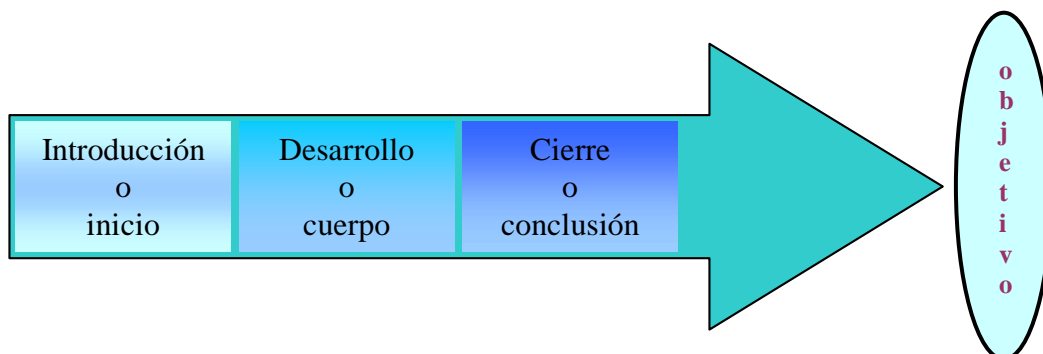 Introducción
o
inicio
Desarrollo
o
cuerpo
Cierre
o
conclusión
o
b
j
e
t
i
v
o